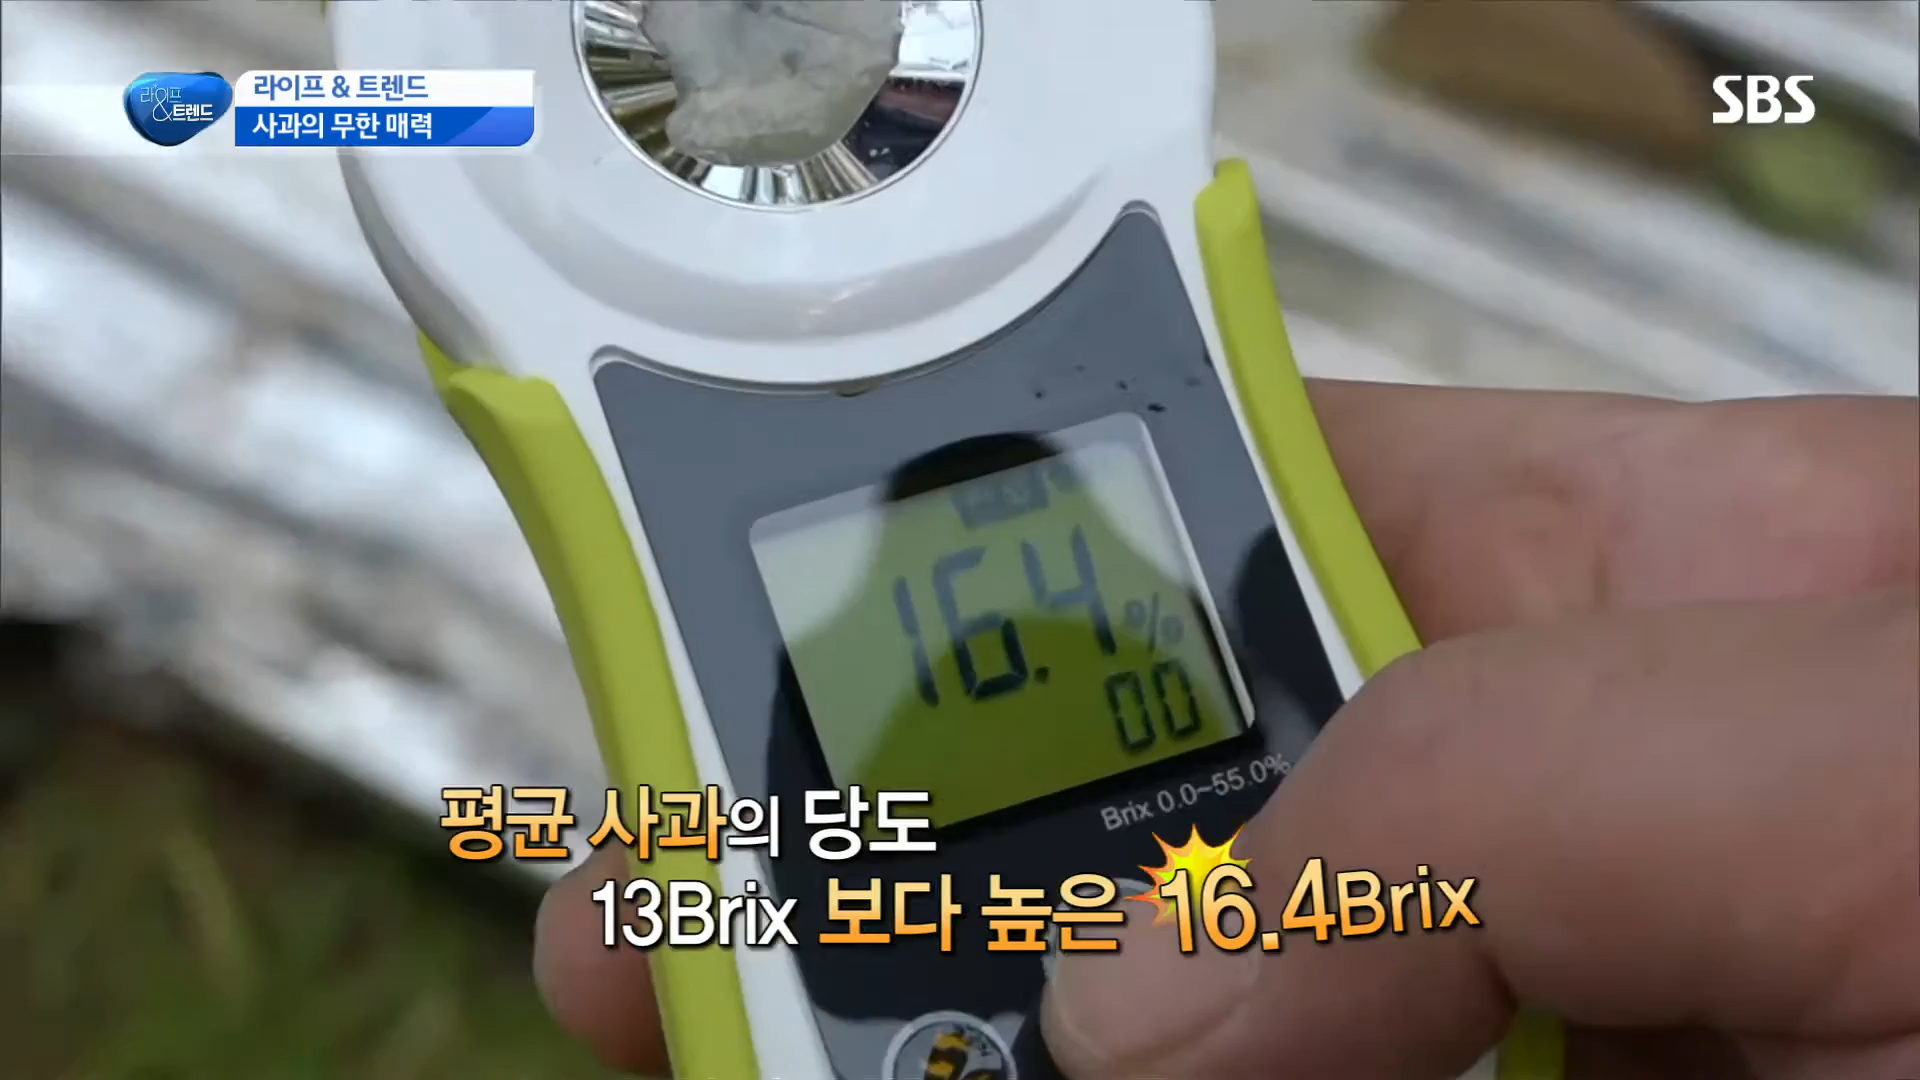 라이프
&트렌드
라이프 & 트렌드
사과의 무한 매력
SBS
16.4%
00
Brix 0.0~55.0%
평균 사과의 당도
13Brix 보다 높은 16.4Brix